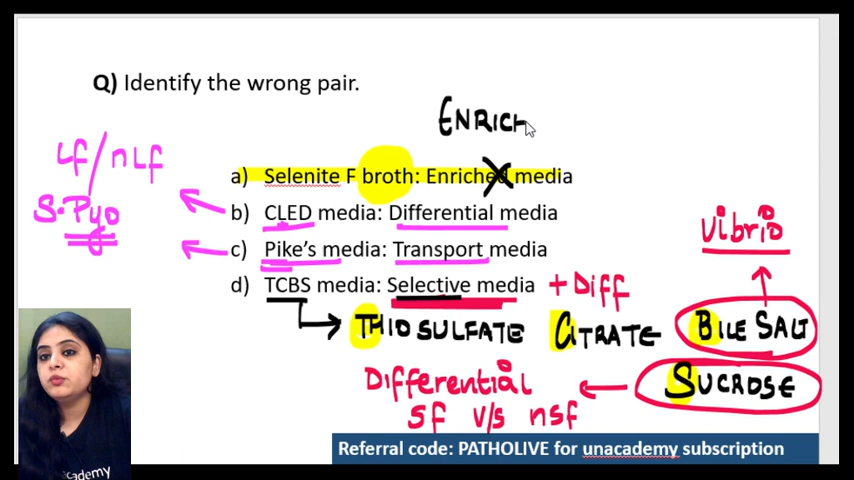 Q) Identify the wrong pair.
ENRICH
Lf/nLf
a) Selenite F broth: Enriched media
S.Pyo
b) CLED media: Differential media
vibrio
c) Pike's media: Transport media
d) TCBS media: Selective media +Diff
THIOSULFATE CITRATE BILE SALT
Differential SUCROSE
Sf v/s nsf
academy
Referral code: PATHOLIVE for unacademy subscription